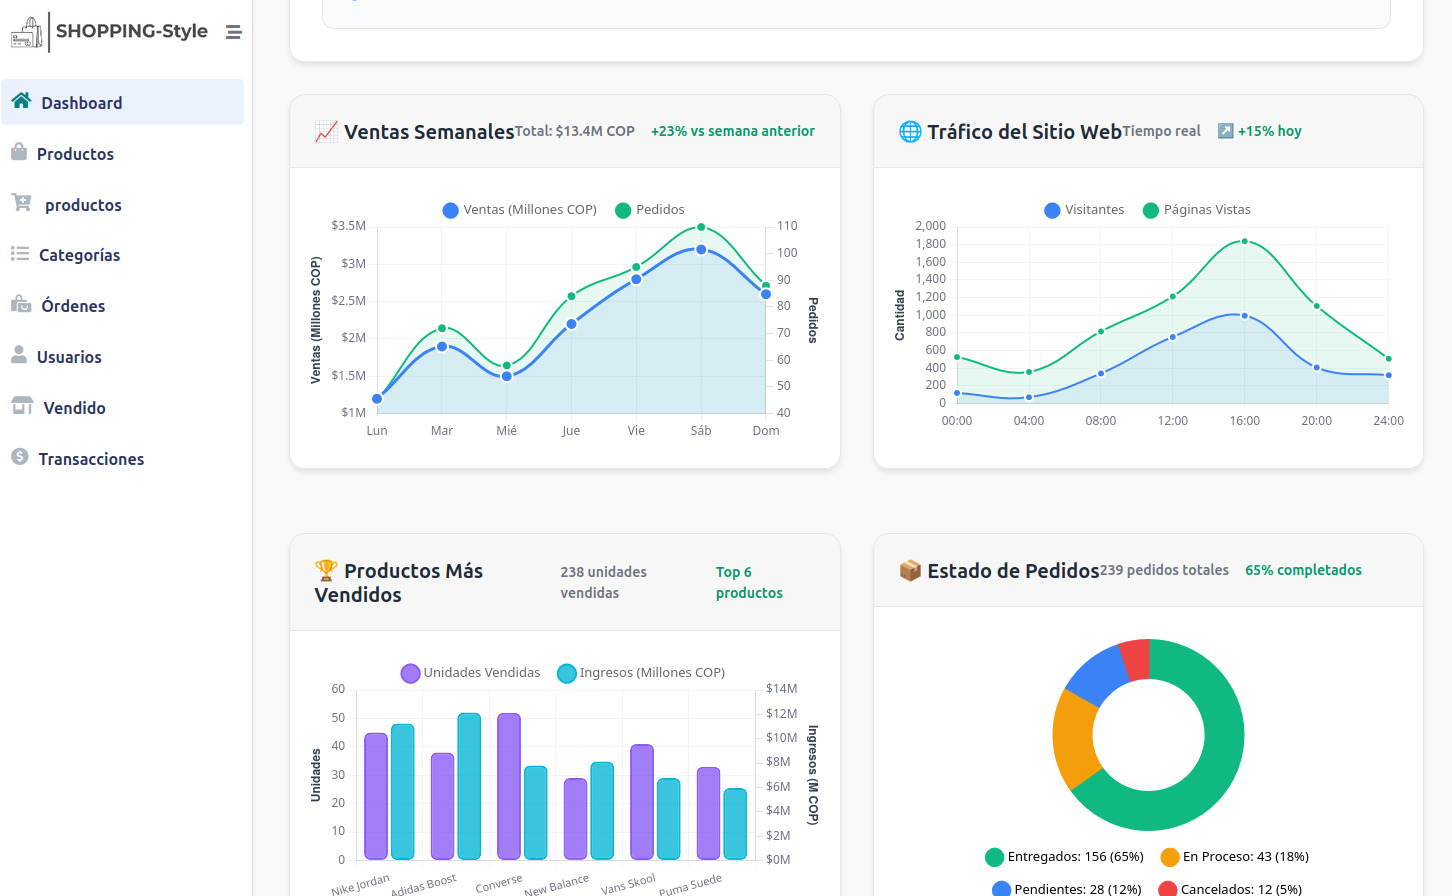 SHOPPING-Style
Dashboard
Productos
productos
Categorías
Órdenes
Usuarios
Vendido
Transacciones
Ventas Semanales Total: $13.4M COP +23% vs semana anterior
Ventas (Millones COP) Pedidos
$3.5M
$3M
$2.5M
$2M
$1.5M
$1M
Ventas (Millones COP)
110
100
90
80
70
60
50
40
Pedidos
Lun Mar Mié Jue Vie Sáb Dom
Tráfico del Sitio Web Tiempo real +15% hoy
Visitantes Páginas Vistas
2,000
1,800
1,600
1,400
1,200
1,000
800
600
400
200
0
Cantidad
00:00 04:00 08:00 12:00 16:00 20:00 24:00
Productos Más
Vendidos
238 unidades
vendidas
Top 6
productos
Unidades Vendidas Ingresos (Millones COP)
60
50
40
30
20
10
0
Unidades
$14M
$12M
$10M
$8M
$6M
$4M
$2M
$0M
Ingresos (M COP)
Nike Jordan Adidas Boost Converse New Balance Vans Skool Puma Suede
Estado de Pedidos 239 pedidos totales 65% completados
Entregados: 156 (65%) En Proceso: 43 (18%)
Pendientes: 28 (12%) Cancelados: 12 (5%)